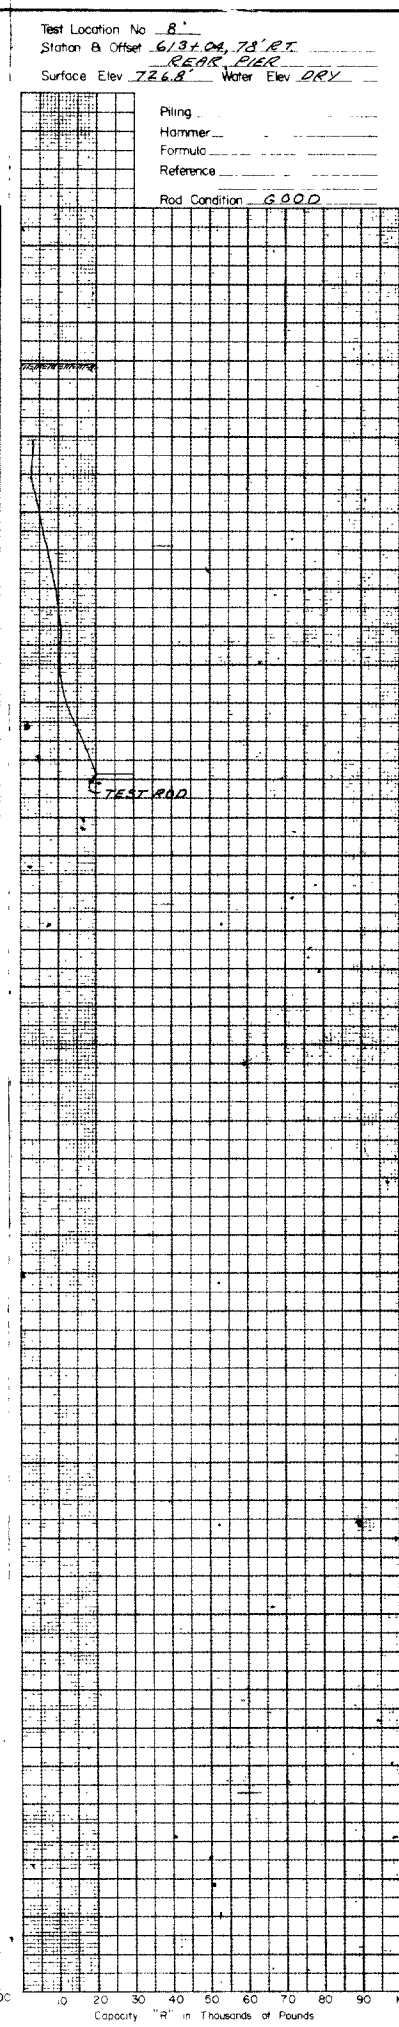 Test Location No B
Station & Offset 613+04, 78' RT
REAR PIER
Surface Elev 726.8' Water Elev DRY
Piling
Hammer
Formula
Reference
Rod Condition GOOD
TEST ROD
10 20 30 40 50 60 70 80 90
Capacity "R" in Thousands of Pounds